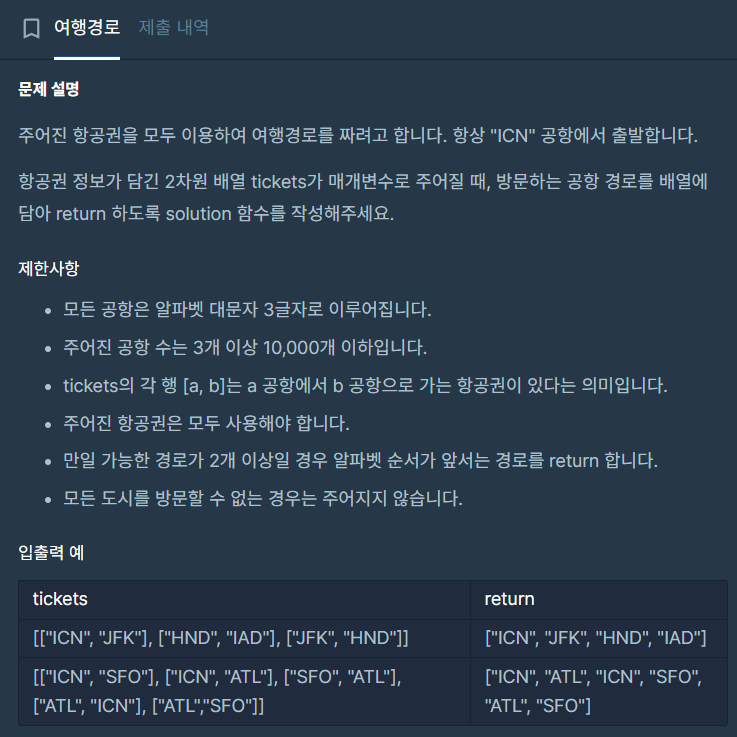 여행경로 제출 내역
문제 설명
주어진 항공권을 모두 이용하여 여행경로를 짜려고 합니다. 항상 "ICN" 공항에서 출발합니다.
항공권 정보가 담긴 2차원 배열 tickets가 매개변수로 주어질 때, 방문하는 공항 경로를 배열에
담아 return 하도록 solution 함수를 작성해주세요.
제한사항
• 모든 공항은 알파벳 대문자 3글자로 이루어집니다.
• 주어진 공항 수는 3개 이상 10,000개 이하입니다.
• tickets의 각 행 [a, b]는 a 공항에서 b 공항으로 가는 항공권이 있다는 의미입니다.
• 주어진 항공권은 모두 사용해야 합니다.
• 만일 가능한 경로가 2개 이상일 경우 알파벳 순서가 앞서는 경로를 return 합니다.
• 모든 도시를 방문할 수 없는 경우는 주어지지 않습니다.
입출력 예
tickets return
[["ICN", "JFK"], ["HND", "IAD"], ["JFK", "HND"]] ["ICN", "JFK", "HND", "IAD"]
[["ICN", "SFO"], ["ICN", "ATL"], ["SFO", "ATL"], ["ICN", "ATL", "ICN", "SFO",
["ATL", "ICN"], ["ATL","SFO"]] "ATL", "SFO"]